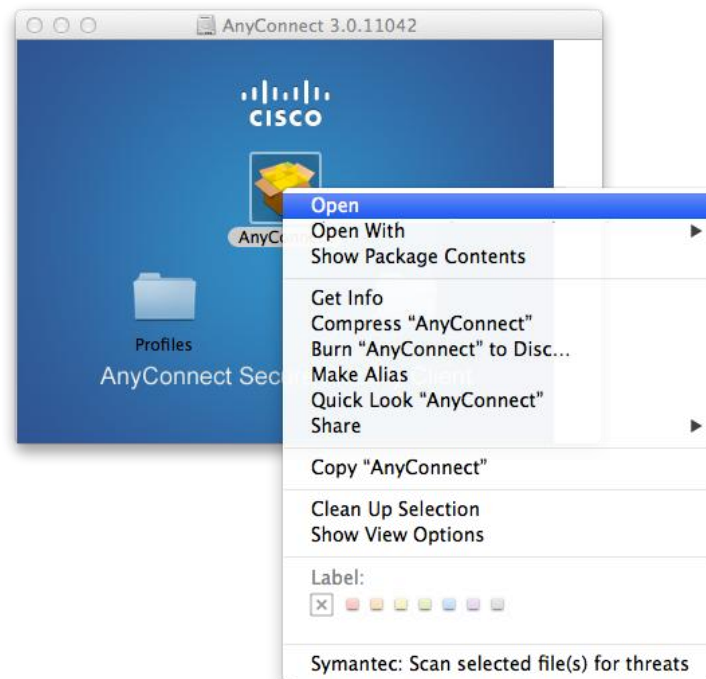 AnyConnect 3.0.11042
CISCO
Open
Open With
Show Package Contents
Get Info
Compress “AnyConnect”
Burn “AnyConnect” to Disc...
Make Alias
Quick Look “AnyConnect”
Share
Copy “AnyConnect”
Clean Up Selection
Show View Options
Label:
Symantec: Scan selected file(s) for threats
Profiles
AnyConnect